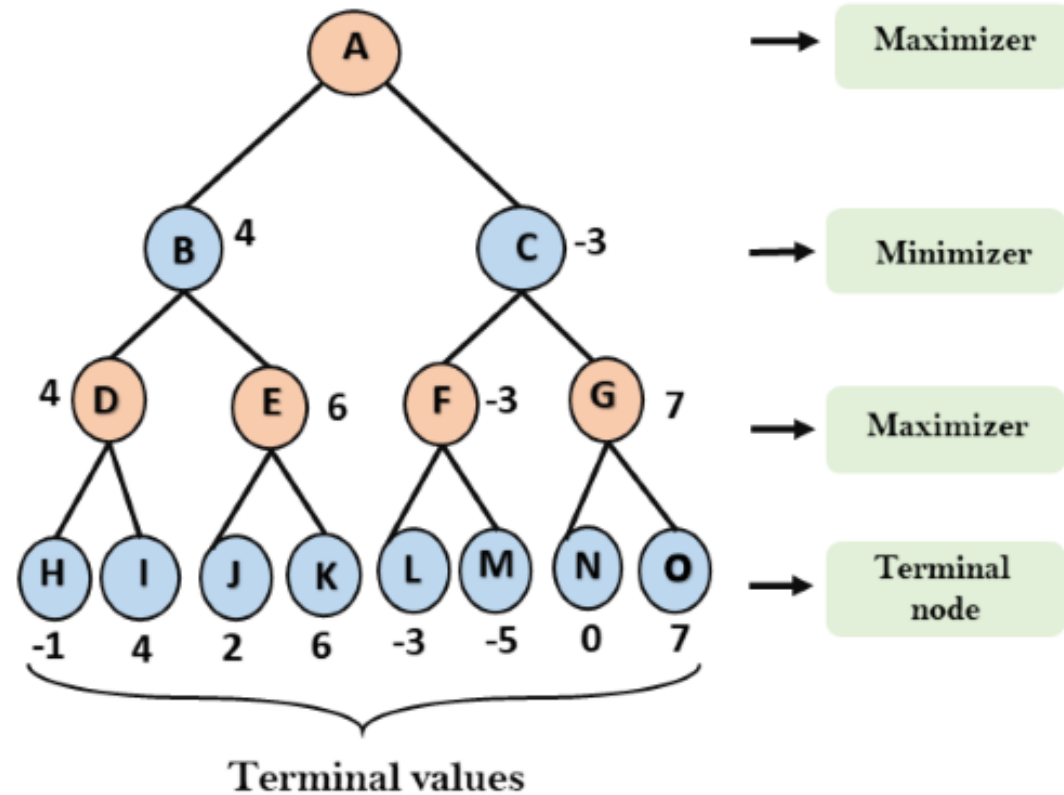 A
Maximizer
B 4
C -3
Minimizer
4 D
E 6
F -3
G 7
Maximizer
H I J K L M N O
Terminal
node
-1 4 2 6 -3 -5 0 7
Terminal values